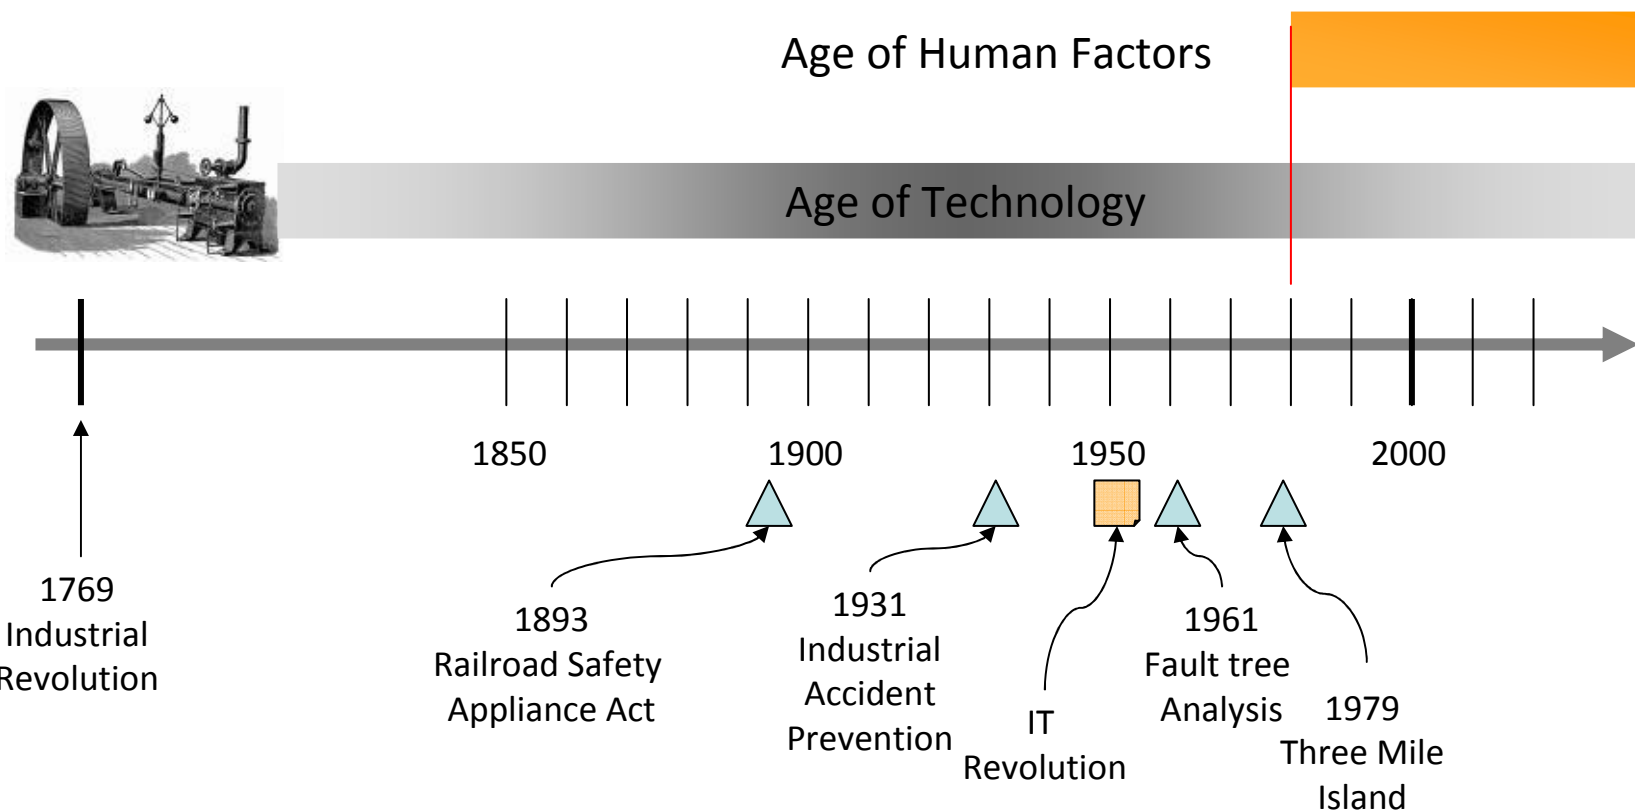 Age of Human Factors
Age of Technology
1850
1900
1950
2000
1769
Industrial
Revolution
1893
Railroad Safety
Appliance Act
1931
Industrial
Accident
Prevention
IT
Revolution
1961
Fault tree
Analysis
1979
Three Mile
Island